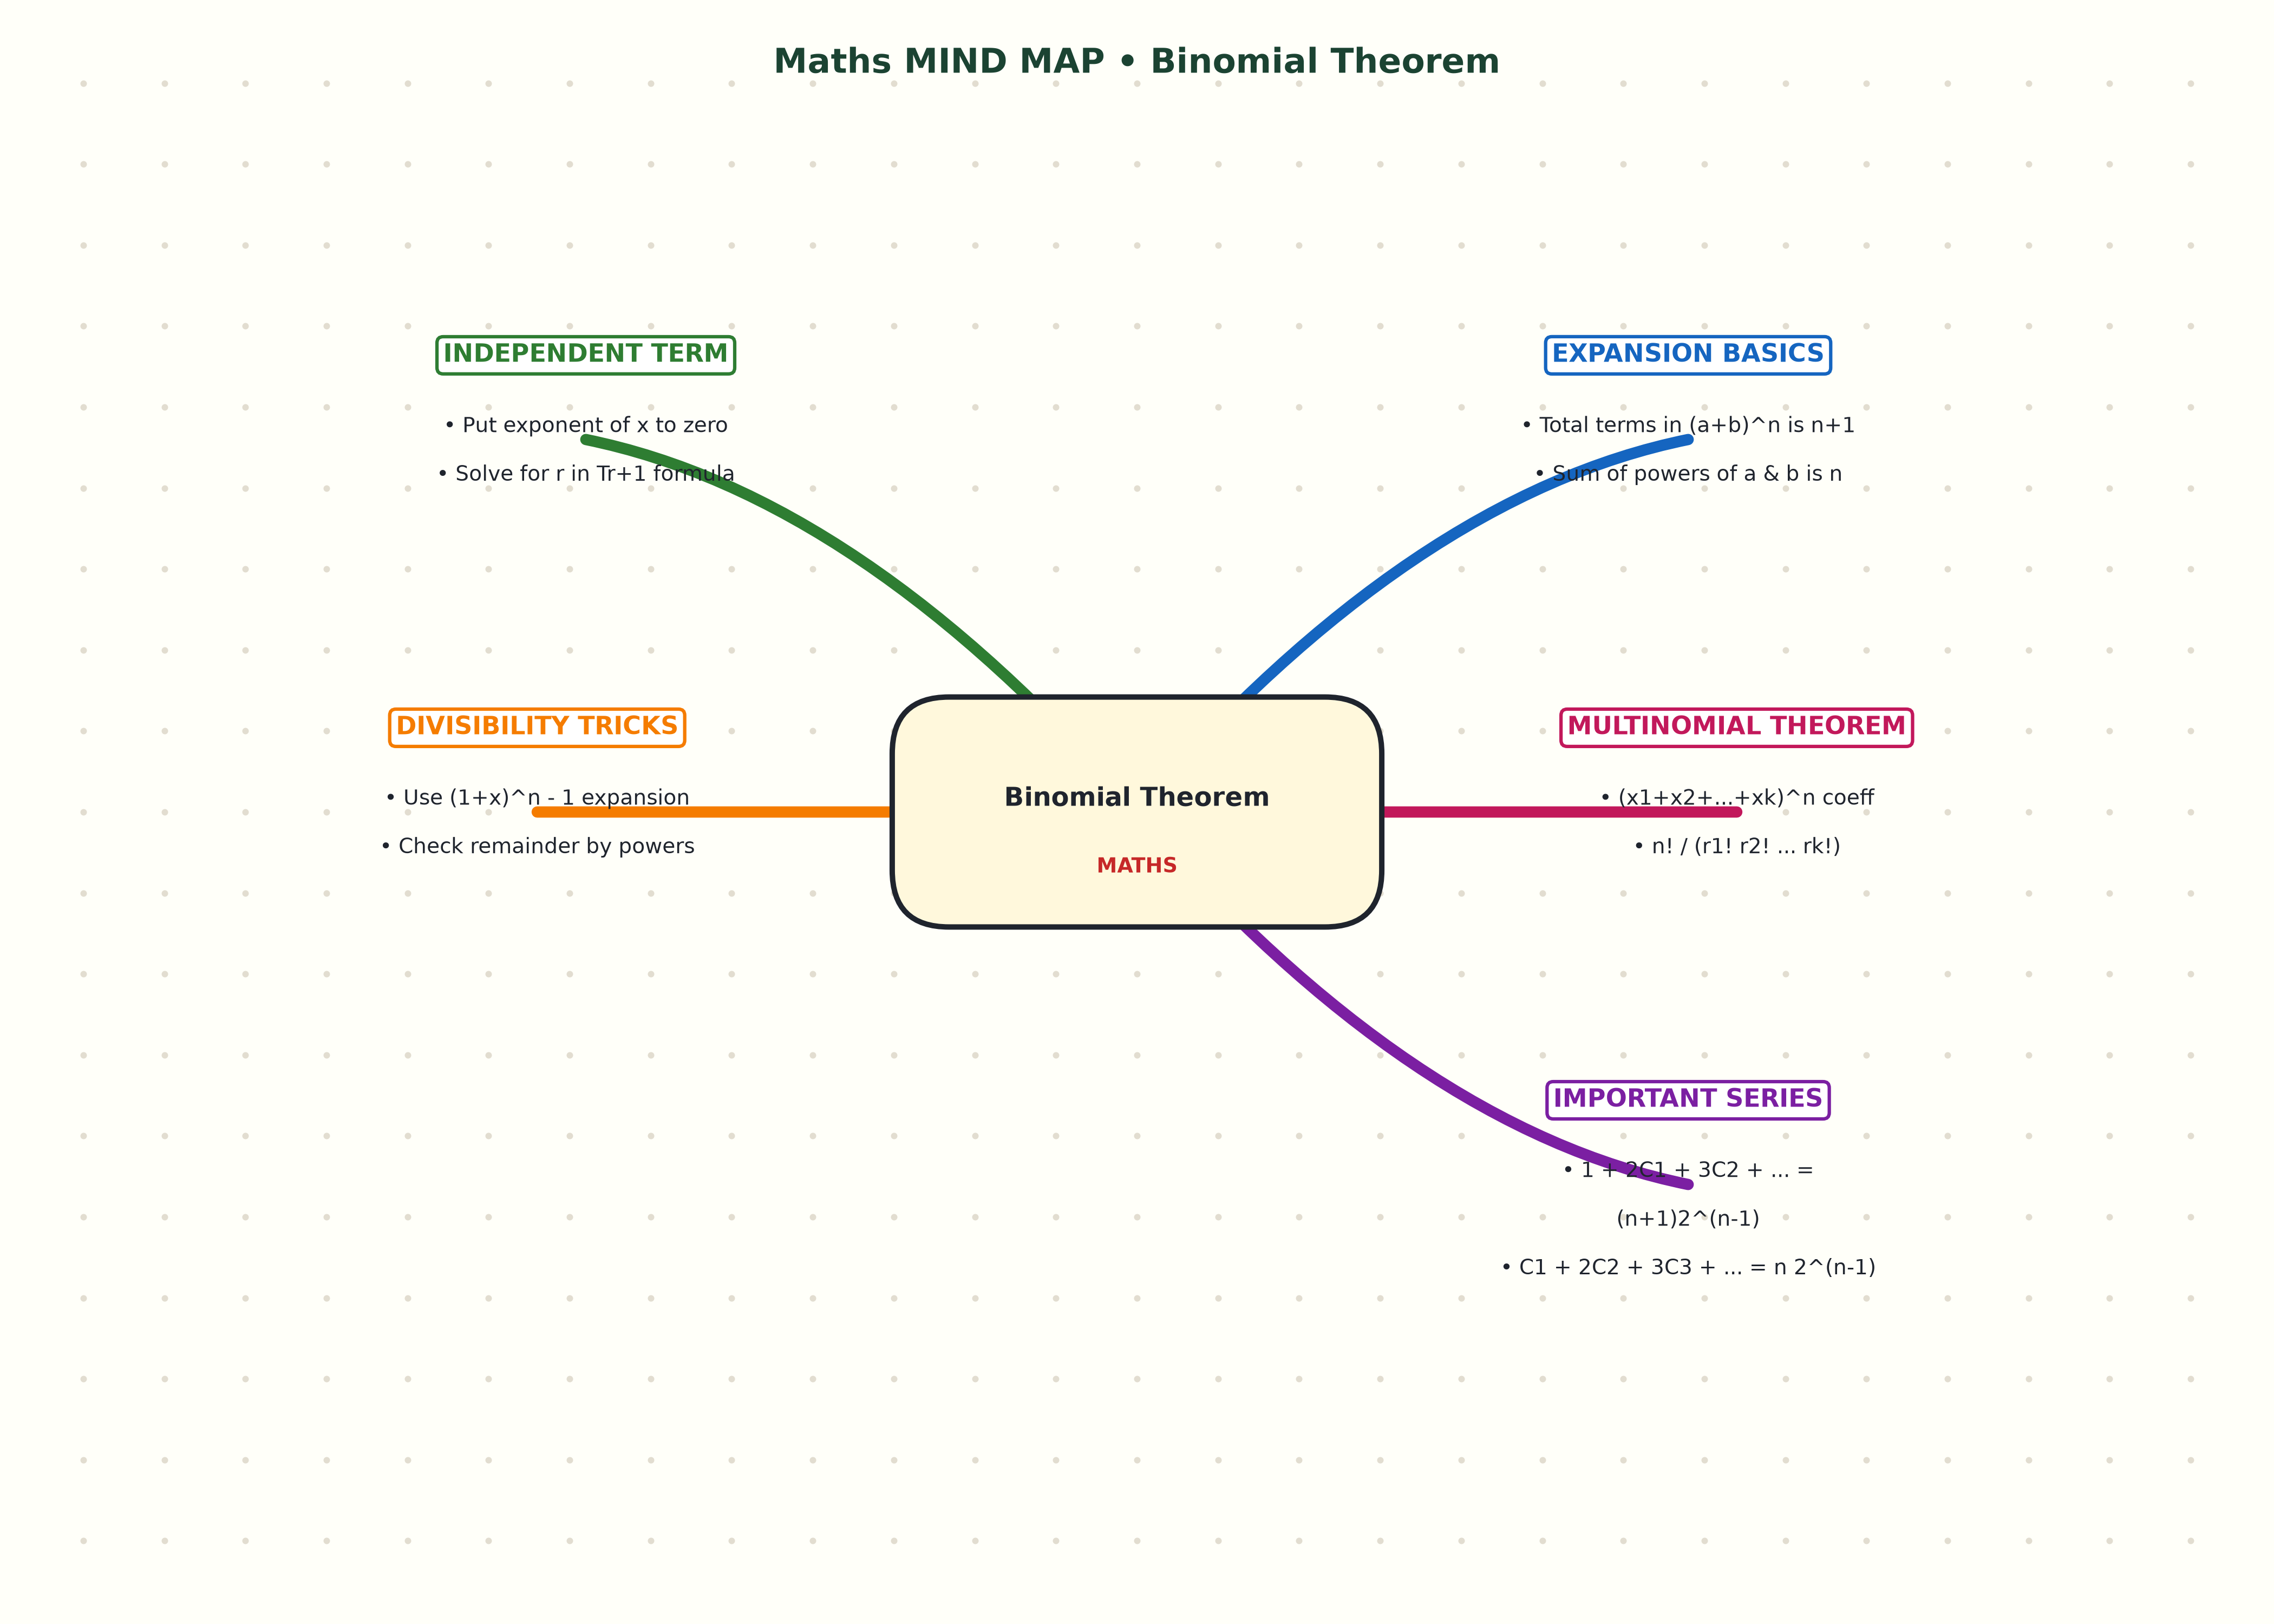 Maths MIND MAP • Binomial Theorem
INDEPENDENT TERM
• Put exponent of x to zero
• Solve for r in Tr+1 formula
EXPANSION BASICS
• Total terms in (a+b)^n is n+1
• Sum of powers of a & b is n
DIVISIBILITY TRICKS
• Use (1+x)^n - 1 expansion
• Check remainder by powers
Binomial Theorem
MATHS
MULTINOMIAL THEOREM
• (x1+x2+...+xk)^n coeff
• n! / (r1! r2! ... rk!)
IMPORTANT SERIES
• 1 + 2C1 + 3C2 + ... =
(n+1)2^(n-1)
• C1 + 2C2 + 3C3 + ... = n 2^(n-1)